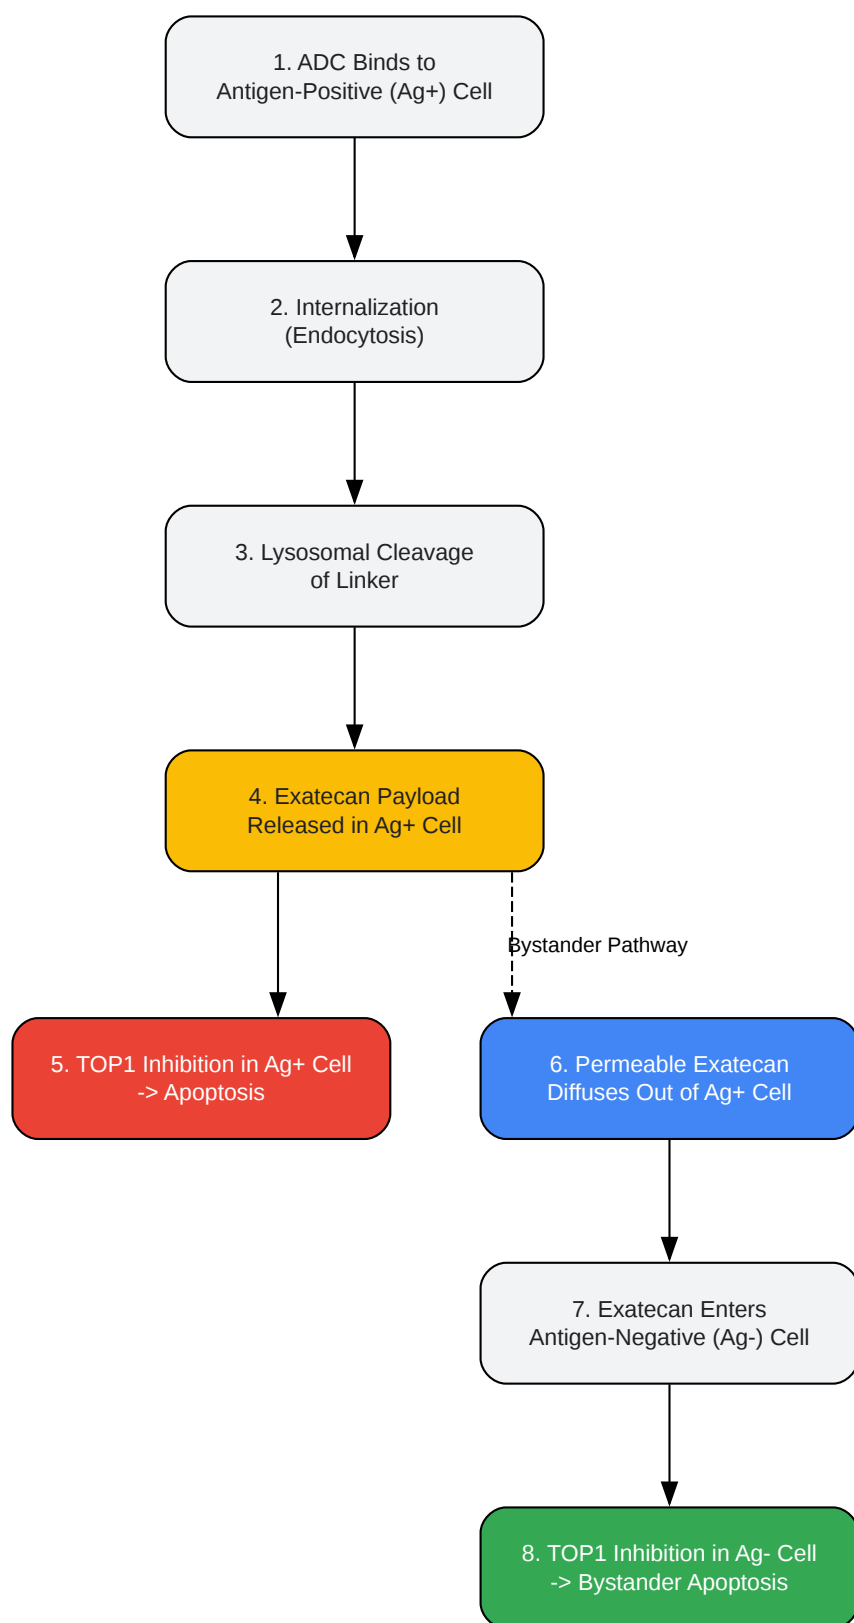 1. ADC Binds to
Antigen-Positive (Ag+) Cell
2. Internalization
(Endocytosis)
3. Lysosomal Cleavage
of Linker
4. Exatecan Payload
Released in Ag+ Cell
Bystander Pathway
5. TOP1 Inhibition in Ag+ Cell
-> Apoptosis
6. Permeable Exatecan
Diffuses Out of Ag+ Cell
7. Exatecan Enters
Antigen-Negative (Ag-) Cell
8. TOP1 Inhibition in Ag- Cell
-> Bystander Apoptosis